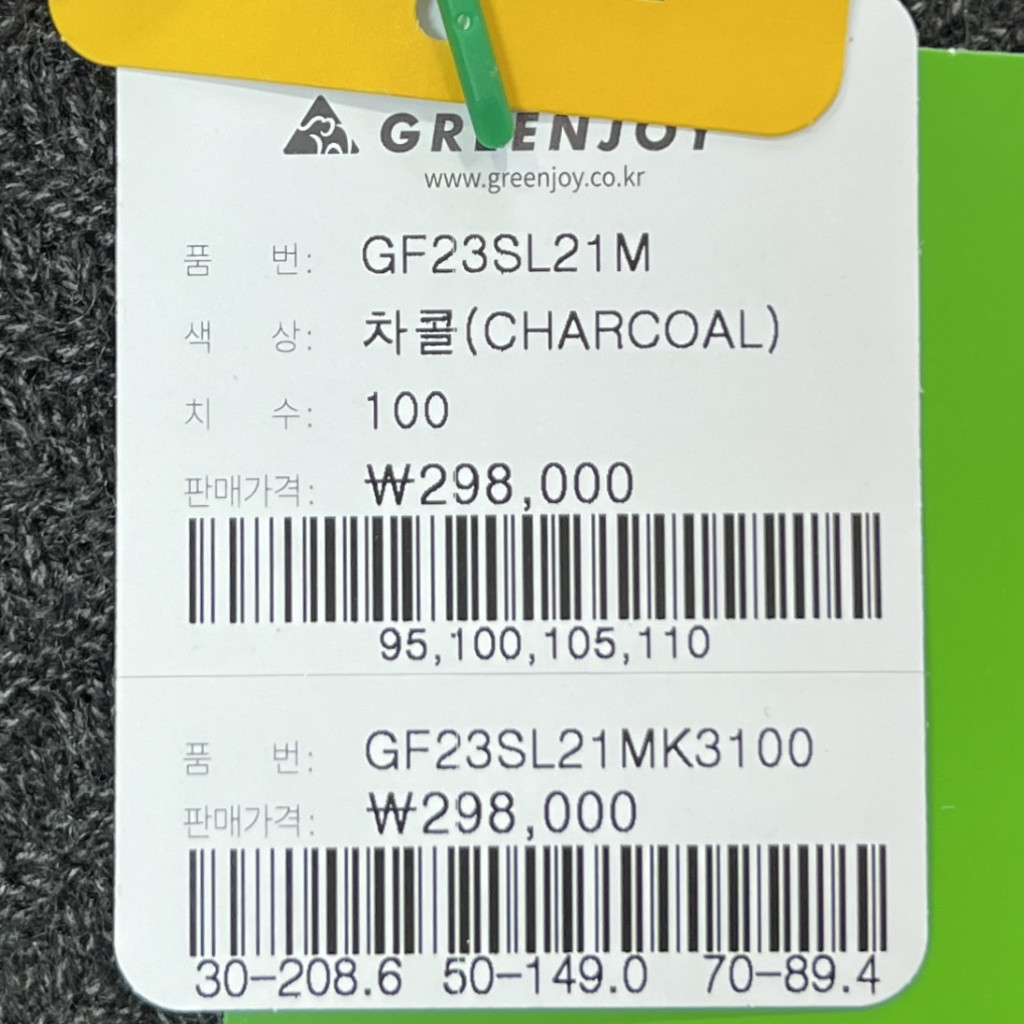 GREENJOY
www.greenjoy.co.kr
품 번: GF23SL21M
색 상: 차콜(CHARCOAL)
치 수: 100
판매가격: ₩298,000
95,100,105,110
품 번: GF23SL21MK3100
판매가격: ₩298,000
30-208.6 50-149.0 70-89.4